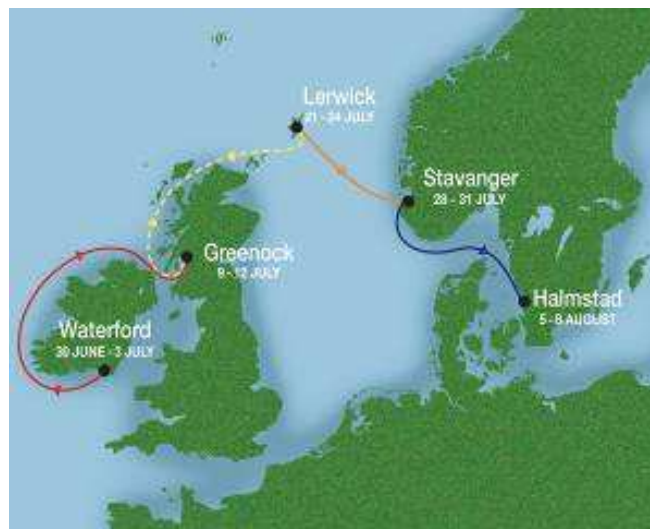 Lerwick
21 - 24 JULY
Stavanger
28 - 31 JULY
Greenock
9 - 12 JULY
Halmstad
5 - 8 AUGUST
Waterford
30 JUNE - 3 JULY